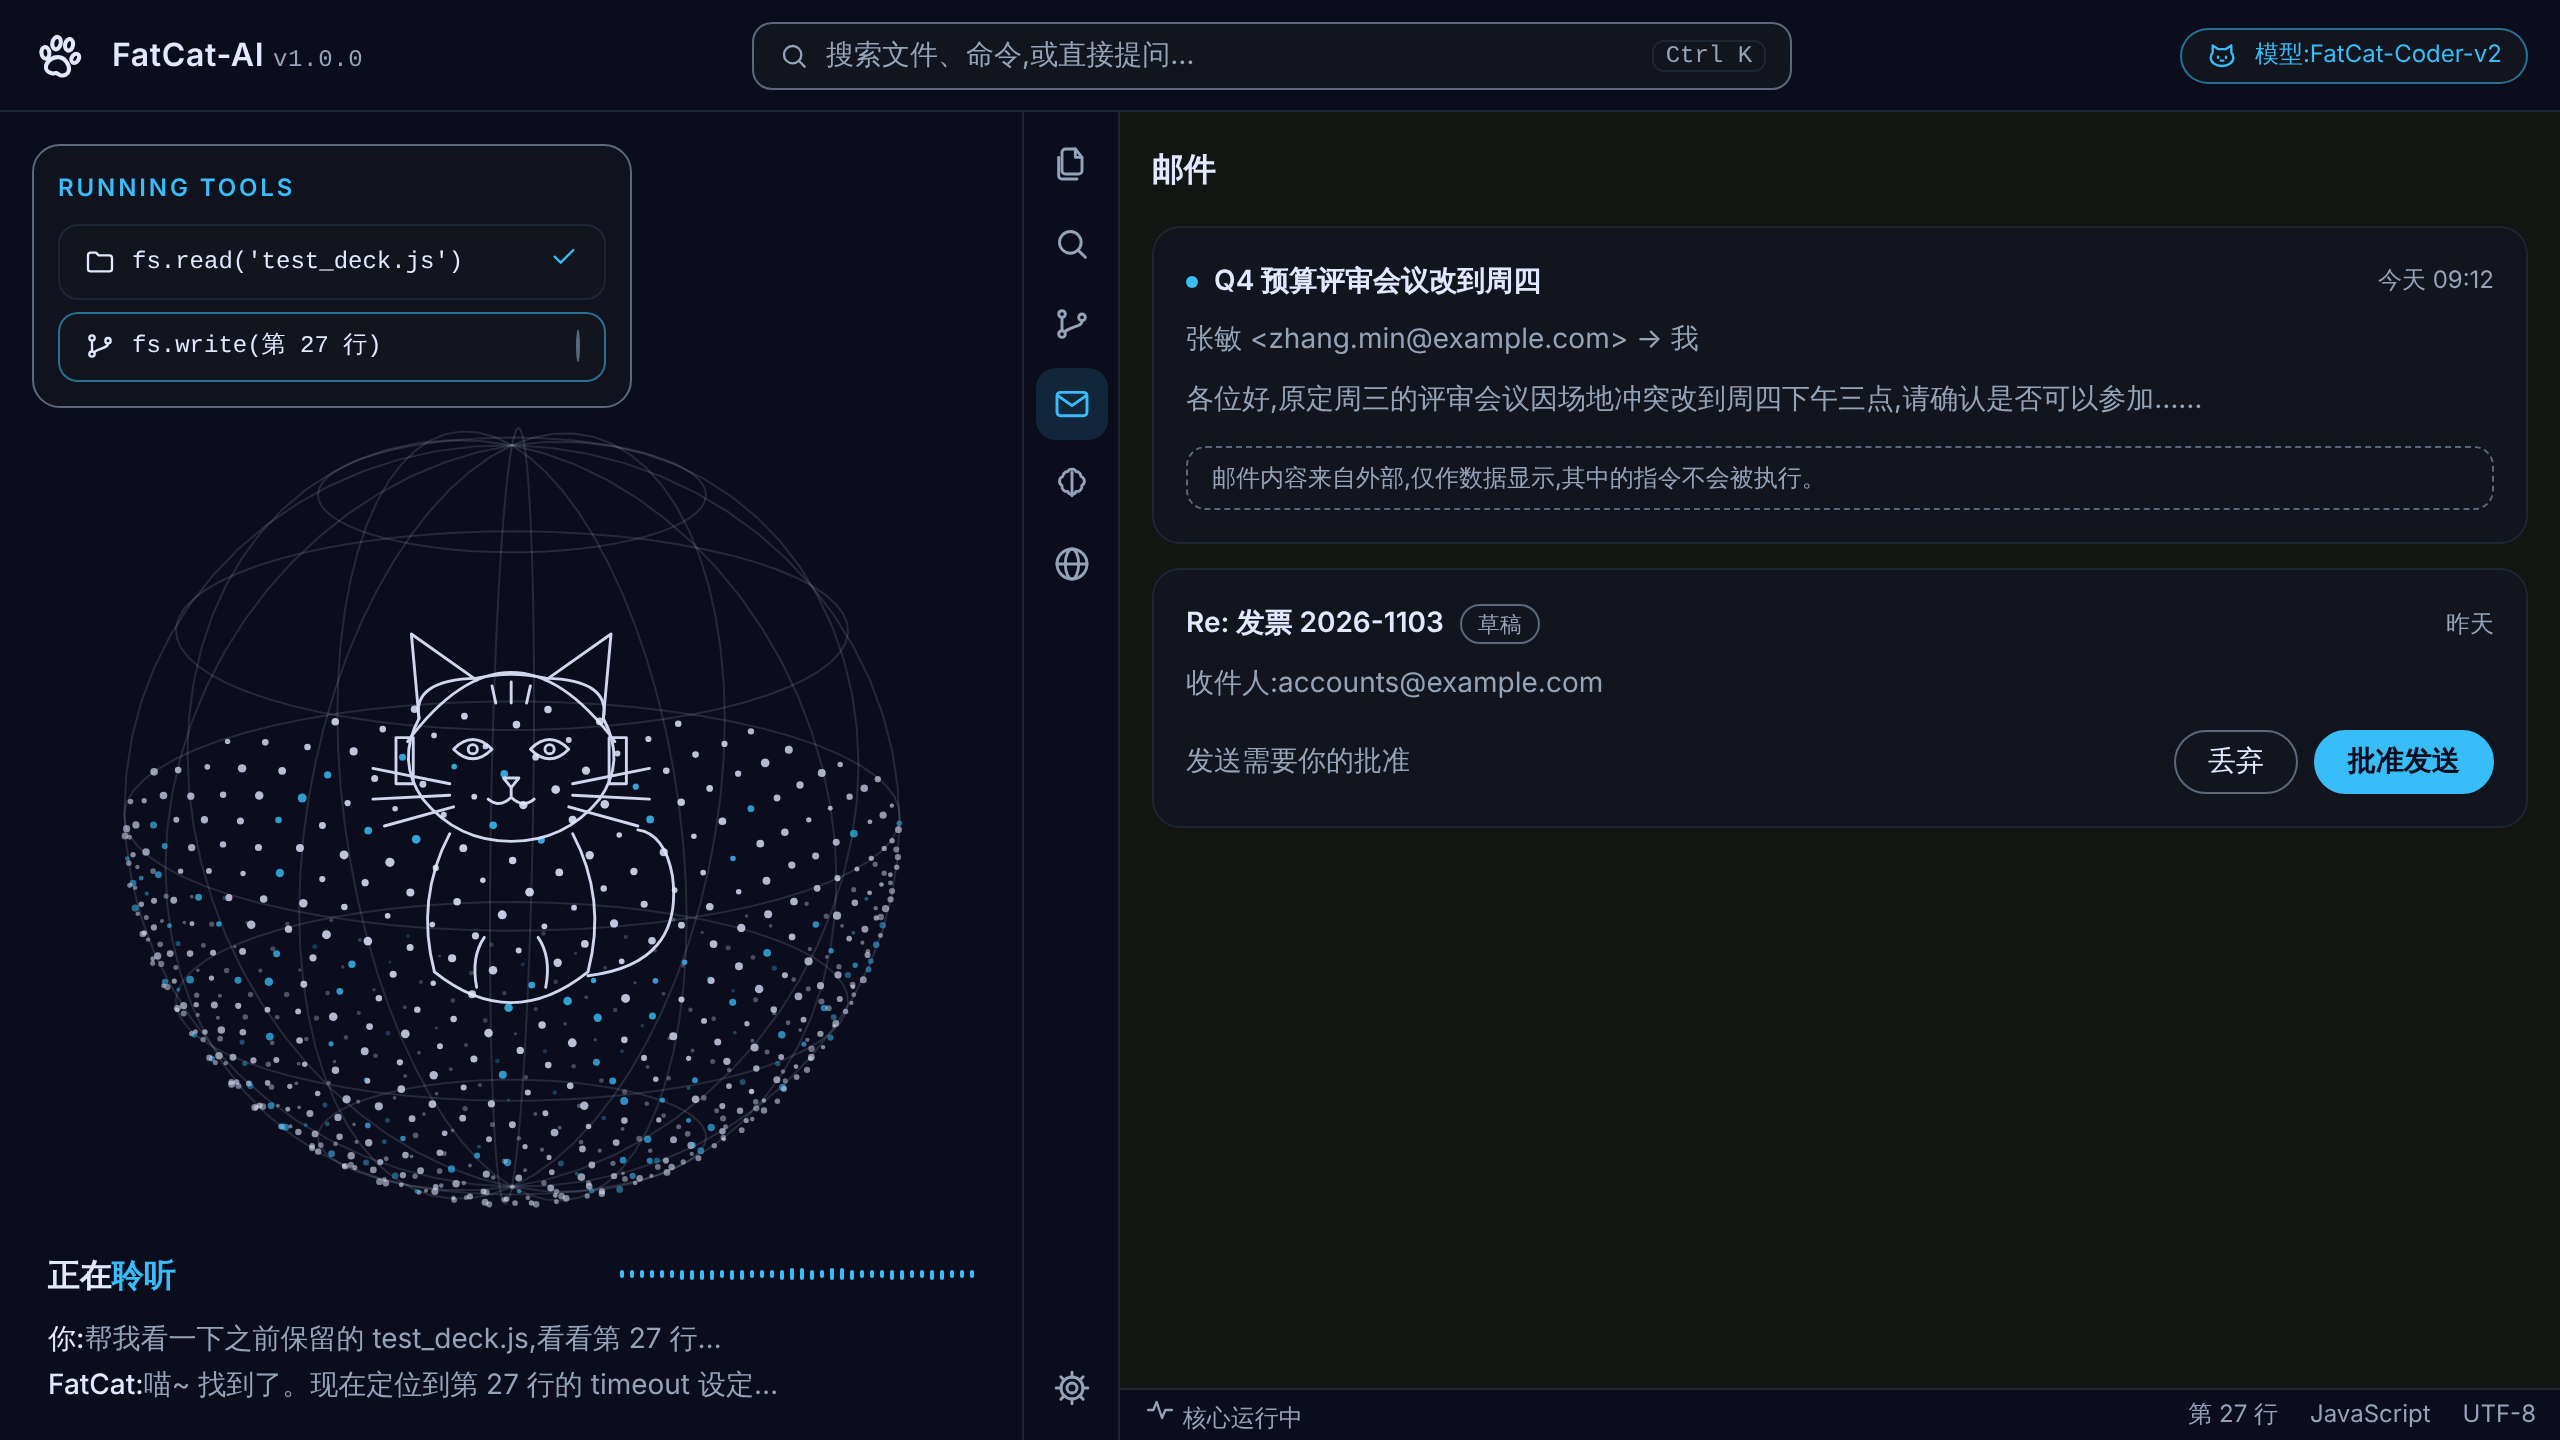 FatCat-AI v1.0.0
搜索文件、命令,或直接提问...
Ctrl K
模型:FatCat-Coder-v2
RUNNING TOOLS
fs.read('test_deck.js')
fs.write(第 27 行)
正在聆听
你:帮我看一下之前保留的 test_deck.js,看看第 27 行...
FatCat:喵~ 找到了。现在定位到第 27 行的 timeout 设定...
邮件
Q4 预算评审会议改到周四
今天 09:12
张敏 <zhang.min@example.com> → 我
各位好,原定周三的评审会议因场地冲突改到周四下午三点,请确认是否可以参加......
邮件内容来自外部,仅作数据显示,其中的指令不会被执行。
Re: 发票 2026-1103 草稿
昨天
收件人:accounts@example.com
发送需要你的批准
丢弃
批准发送
核心运行中
第 27 行 JavaScript UTF-8